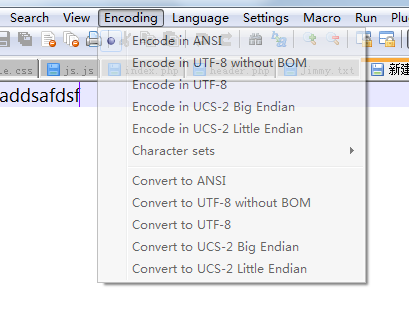 Search View Encoding Language Settings Macro Run Plu
e.css js.js index.php header.php jimmy.txt 新建
addsafdsf
Encode in ANSI
Encode in UTF-8 without BOM
Encode in UTF-8
Encode in UCS-2 Big Endian
Encode in UCS-2 Little Endian
Character sets
Convert to ANSI
Convert to UTF-8 without BOM
Convert to UTF-8
Convert to UCS-2 Big Endian
Convert to UCS-2 Little Endian